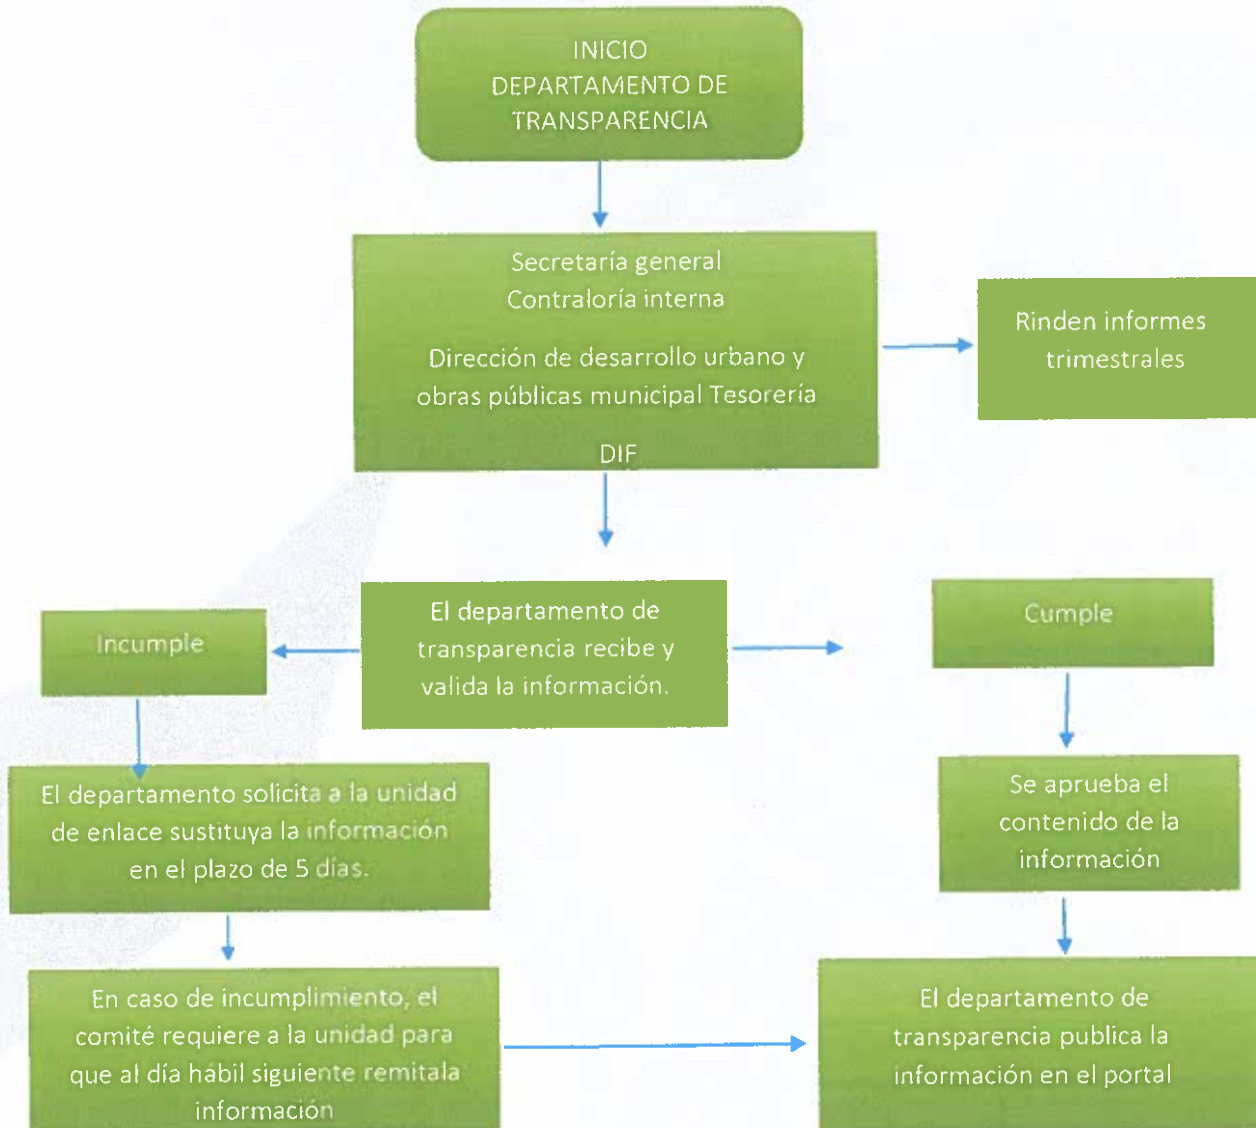 INICIO
DEPARTAMENTO DE
TRANSPARENCIA
Secretaría general
Contraloría interna
Dirección de desarrollo urbano y
obras públicas municipal Tesorería
DIF
Rinden informes
trimestrales
El departamento de
transparencia recibe y
valida la información.
Incumple
Cumple
El departamento solicita a la unidad
de enlace sustituya la información
en el plazo de 5 días.
Se aprueba el
contenido de la
información
En caso de incumplimiento, el
comité requiere a la unidad para
que al día hábil siguiente remitala
información
El departamento de
transparencia publica la
información en el portal